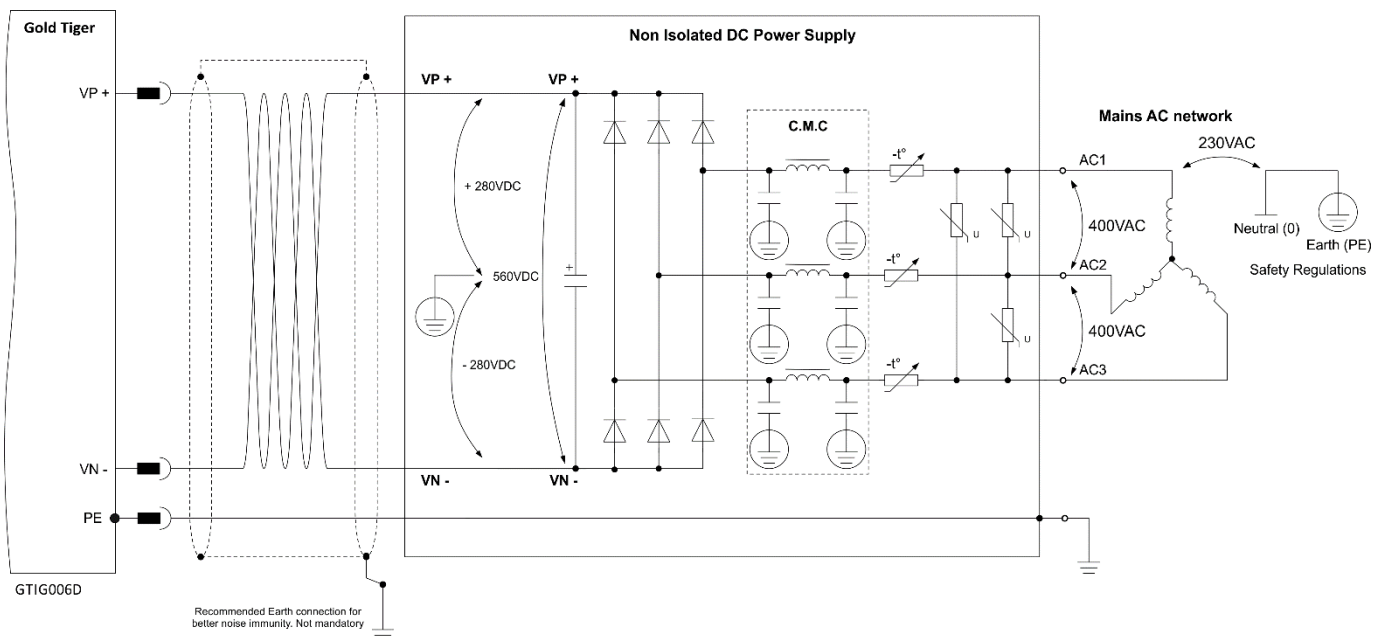 Gold Tiger
Non Isolated DC Power Supply
VP +
VP +
VP +
C.M.C
Mains AC network
230VAC
-t°
AC1
+ 280VDC
u
u
400VAC
Neutral (0)
Earth (PE)
Safety Regulations
-t°
AC2
560VDC
u
400VAC
- 280VDC
-t°
AC3
VN -
VN -
VN -
PE
GTIG006D
Recommended Earth connection for
better noise immunity. Not mandatory